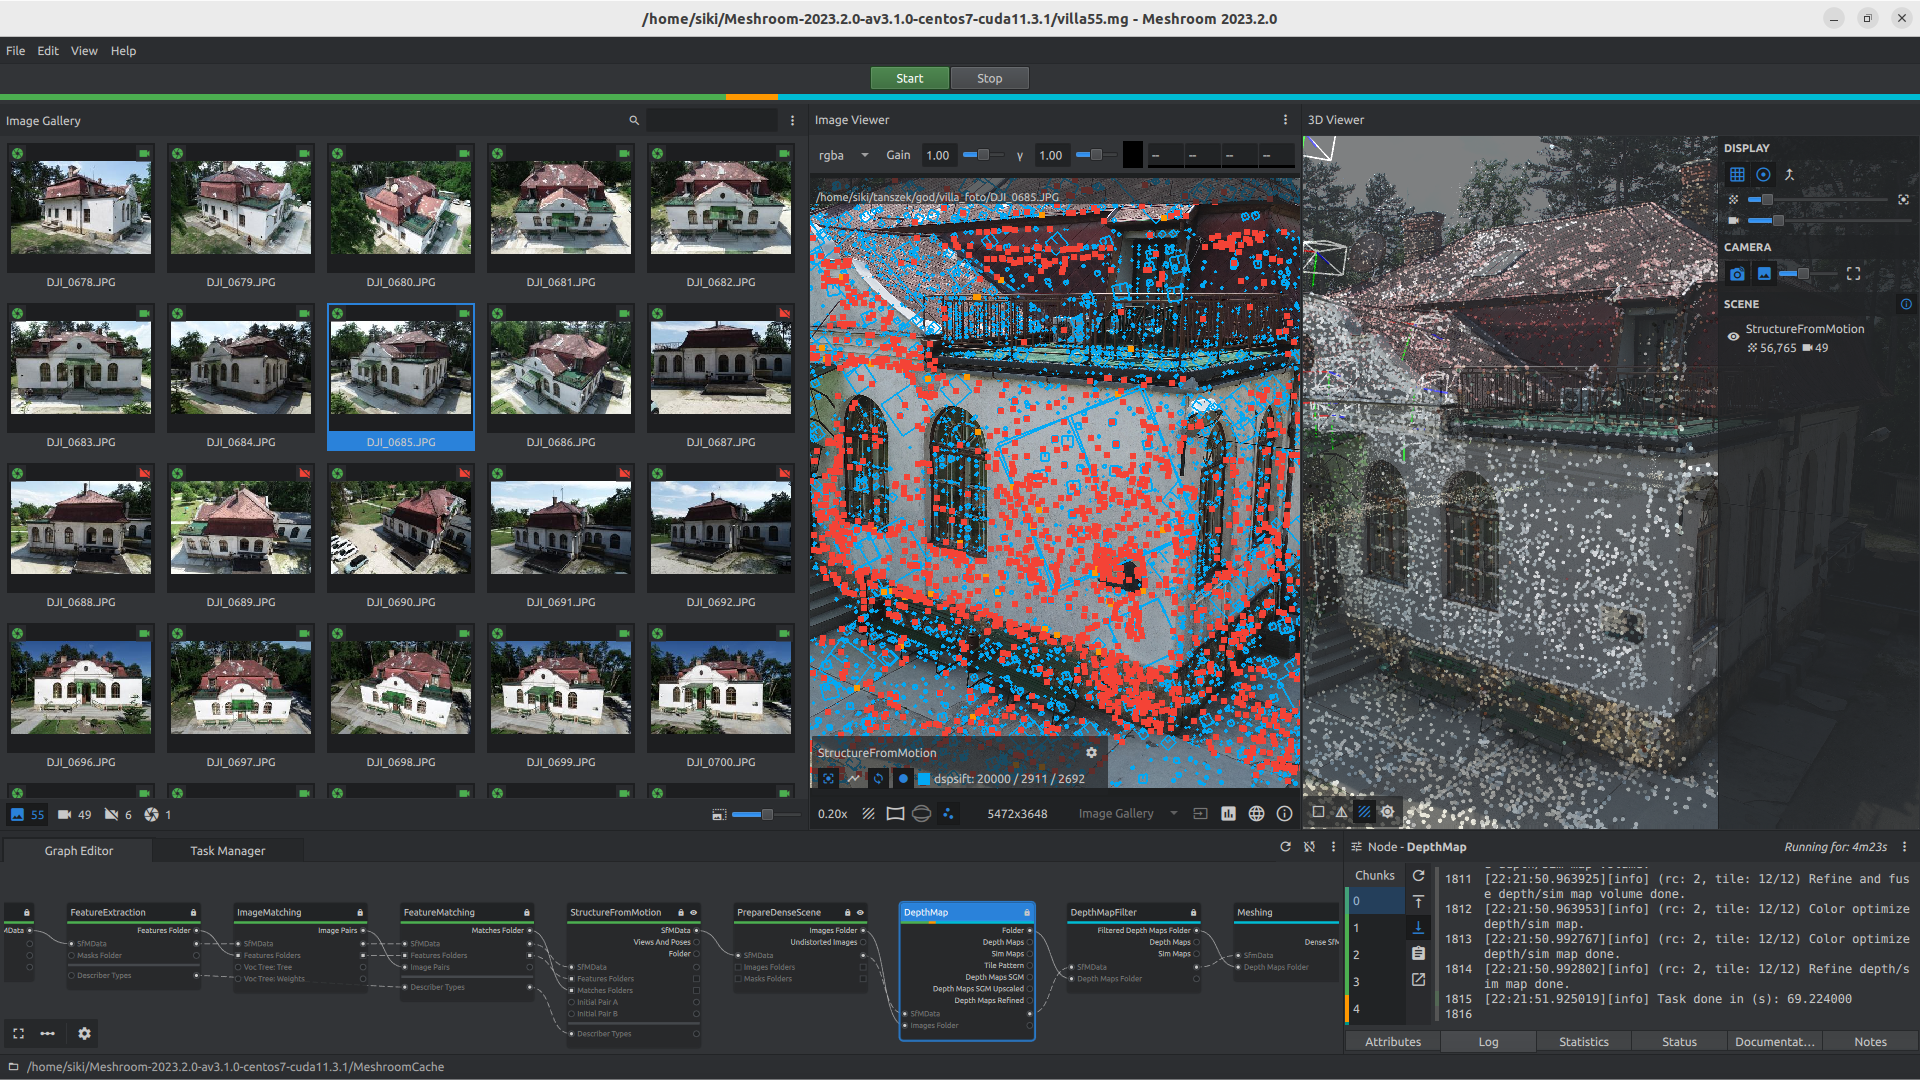 /home/siki/Meshroom-2023.2.0-av3.1.0-centos7-cuda11.3.1/villa55.mg - Meshroom 2023.2.0
File Edit View Help
Start Stop
Image Gallery
DJI_0678.JPG DJI_0679.JPG DJI_0680.JPG DJI_0681.JPG DJI_0682.JPG
DJI_0683.JPG DJI_0684.JPG DJI_0685.JPG DJI_0686.JPG DJI_0687.JPG
DJI_0688.JPG DJI_0689.JPG DJI_0690.JPG DJI_0691.JPG DJI_0692.JPG
DJI_0696.JPG DJI_0697.JPG DJI_0698.JPG DJI_0699.JPG DJI_0700.JPG
55 49 6 1
Image Viewer
rgba Gain 1.00 γ 1.00 -- -- -- --
/home/siki/tanszek/god/villa_foto/DJI_0685.JPG
StructureFromMotion
dspsift: 20000 / 2911 / 2692
0.20x 5472x3648 Image Gallery
3D Viewer
DISPLAY
CAMERA
SCENE
StructureFromMotion
56,765 49
Graph Editor Task Manager
FeatureExtraction
Features Folder
SfMData
Masks Folder
Describer Types
ImageMatching
Image Pairs
SfMData
Features Folders
Voc Tree: Tree
Voc Tree: Weights
FeatureMatching
Matches Folder
SfMData
Features Folders
Image Pairs
Describer Types
StructureFromMotion
SfMData
Views And Poses
Folder
SfMData
Features Folders
Matches Folders
Initial Pair A
Initial Pair B
Describer Types
PrepareDenseScene
Images Folder
Undistorted Images
SfMData
Images Folders
Masks Folders
DepthMap
Folder
Depth Maps
Sim Maps
Tile Pattern
Depth Maps SGM
Depth Maps SGM Upscaled
Depth Maps Refined
SfMData
Images Folder
DepthMapFilter
Filtered Depth Maps Folder
Depth Maps
Sim Maps
SfMData
Depth Maps Folder
Meshing
Dense SfM
SfmData
Depth Maps Folder
Node - DepthMap Running for: 4m23s
Chunks
0
1
2
3
4
1811 [22:21:50.963925][info] (rc: 2, tile: 12/12) Refine and fus
e depth/sim map volume done.
1812 [22:21:50.963953][info] (rc: 2, tile: 12/12) Color optimize
depth/sim map.
1813 [22:21:50.992767][info] (rc: 2, tile: 12/12) Color optimize
depth/sim map done.
1814 [22:21:50.992802][info] (rc: 2, tile: 12/12) Refine depth/s
im map done.
1815 [22:21:51.925019][info] Task done in (s): 69.224000
1816
Attributes Log Statistics Status Documentat... Notes
/home/siki/Meshroom-2023.2.0-av3.1.0-centos7-cuda11.3.1/MeshroomCache